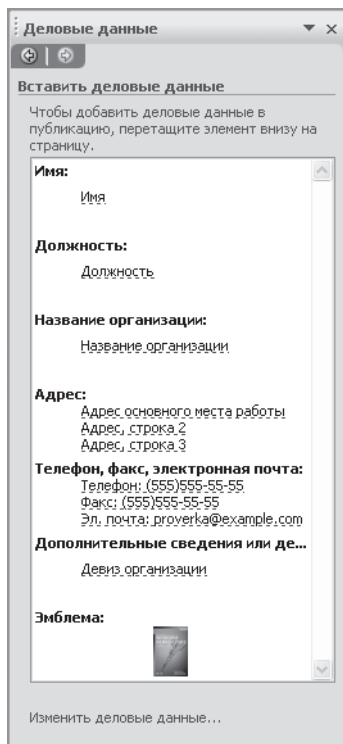 Деловые данные
Вставить деловые данные
Чтобы добавить деловые данные в
публикацию, перетащите элемент внизу на
страницу.
Имя:
Имя
Должность:
Должность
Название организации:
Название организации
Адрес:
Адрес основного места работы
Адрес, строка 2
Адрес, строка 3
Телефон, факс, электронная почта:
Телефон: (555)555-55-55
Факс: (555)555-55-55
Эл. почта: proverka@example.com
Дополнительные сведения или де...
Девиз организации
Эмблема:
Изменить деловые данные...